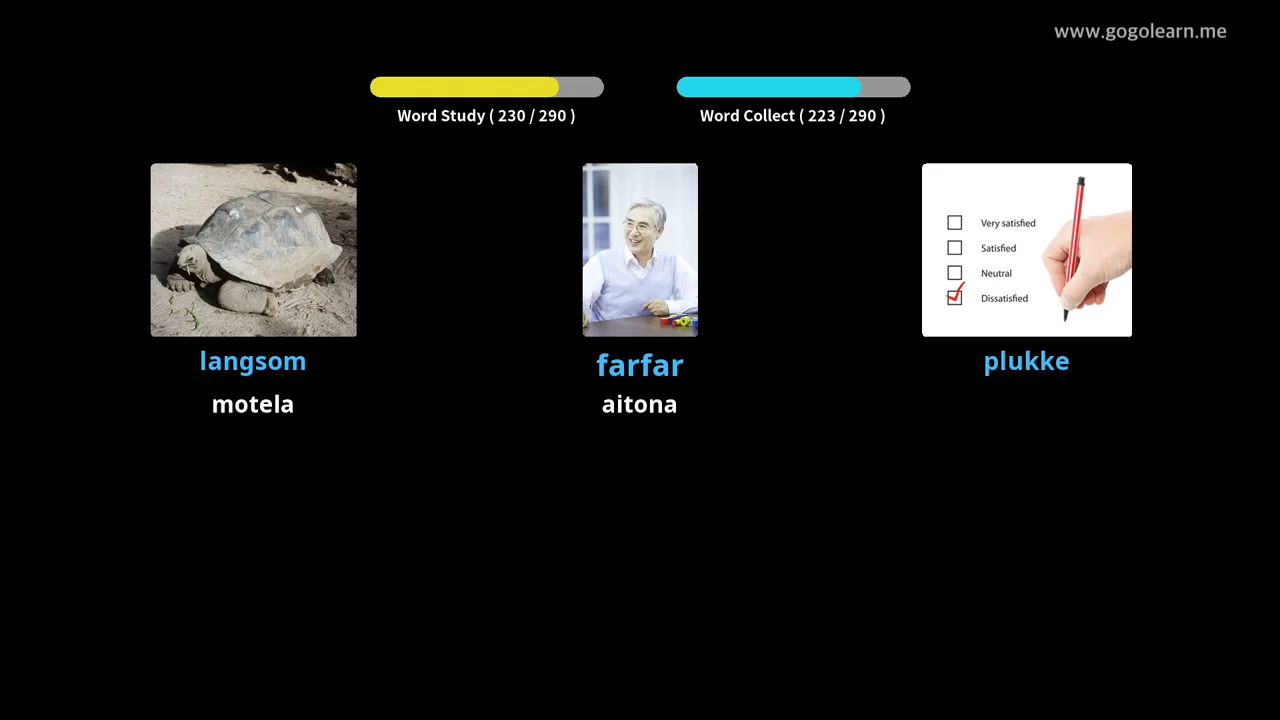 www.gogolearn.me
Word Study ( 230 / 290 )
Word Collect ( 223 / 290 )
Very satisfied
Satisfied
Neutral
Dissatisfied
langsom
farfar
plukke
motela
aitona